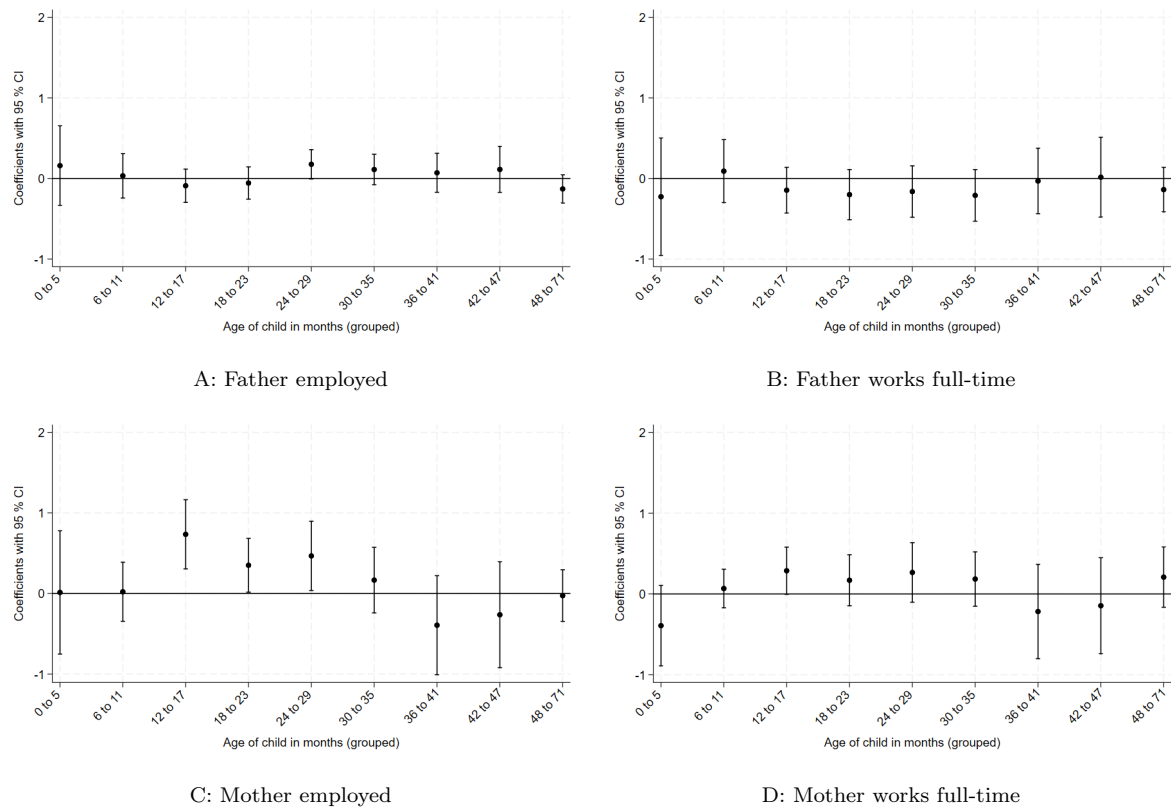 2
1
0
-1
Coefficients with 95 % CI
0 to 5
6 to 11
12 to 17
18 to 23
24 to 29
30 to 35
36 to 41
42 to 47
48 to 71
Age of child in months (grouped)
A: Father employed
2
1
0
-1
Coefficients with 95 % CI
0 to 5
6 to 11
12 to 17
18 to 23
24 to 29
30 to 35
36 to 41
42 to 47
48 to 71
Age of child in months (grouped)
B: Father works full-time
2
1
0
-1
Coefficients with 95 % CI
0 to 5
6 to 11
12 to 17
18 to 23
24 to 29
30 to 35
36 to 41
42 to 47
48 to 71
Age of child in months (grouped)
C: Mother employed
2
1
0
-1
Coefficients with 95 % CI
0 to 5
6 to 11
12 to 17
18 to 23
24 to 29
30 to 35
36 to 41
42 to 47
48 to 71
Age of child in months (grouped)
D: Mother works full-time